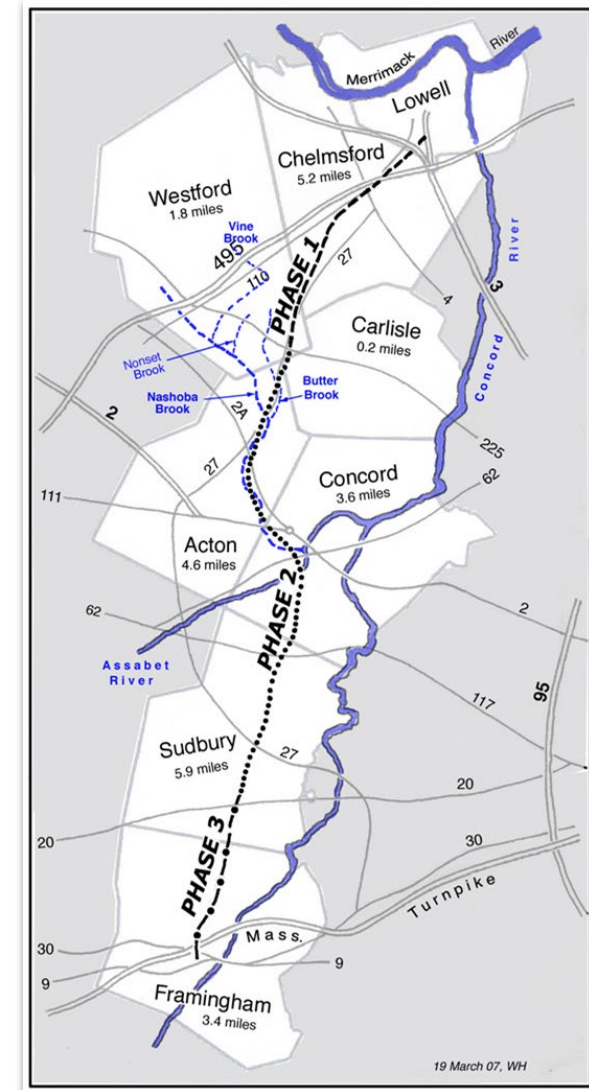 Merrimack
River
Lowell
Chelmsford
5.2 miles
Westford
1.8 miles
Vine
Brook
495
110
PHASE 1
27
4
3
River
Concord
Carlisle
0.2 miles
Nonset
Brook
Butter
Brook
Nashoba
Brook
2A
2
27
225
Concord
3.6 miles
62
111
Acton
4.6 miles
PHASE 2
62
2
Assabet
River
95
117
Sudbury
5.9 miles
27
20
20
PHASE 3
30
Turnpike
Mass.
30
9
9
Framingham
3.4 miles
19 March 07, WH